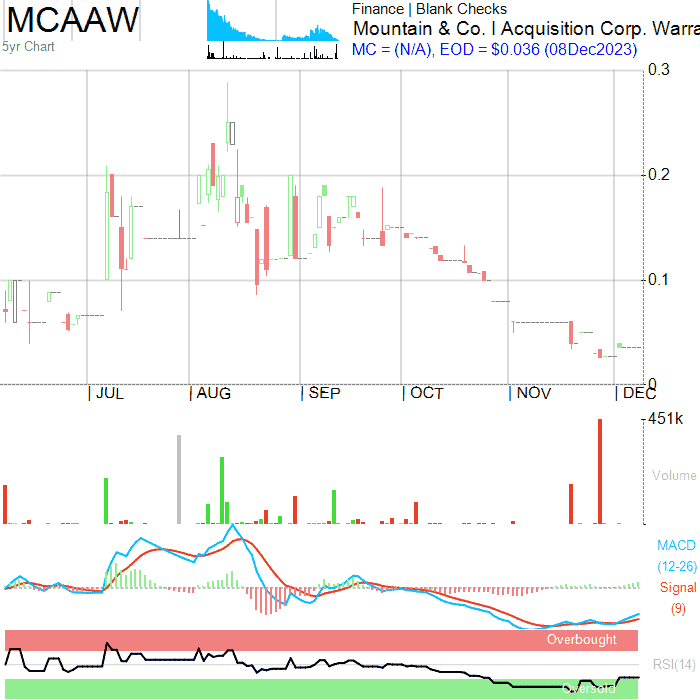 MCAAW
5yr Chart
Finance | Blank Checks
Mountain & Co. I Acquisition Corp. Warra
MC = (N/A), EOD = $0.036 (08Dec2023)
0.3
0.2
0.1
0
JUL
AUG
SEP
OCT
NOV
DEC
451k
Volume
MACD
(12-26)
Signal
(9)
Overbought
RSI(14)
Oversold